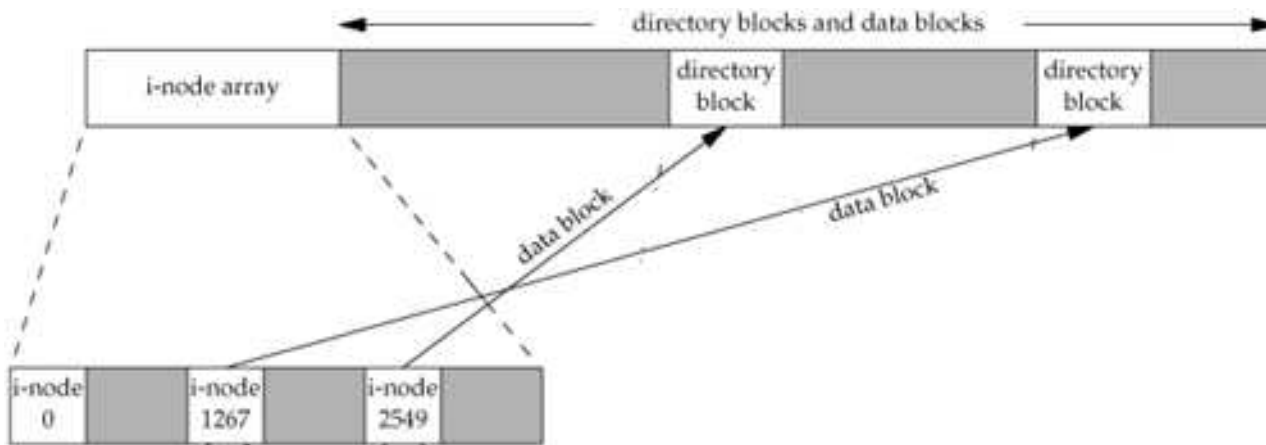 directory blocks and data blocks
i-node array
directory
block
directory
block
data block
data block
i-node
0
i-node
1267
i-node
2549